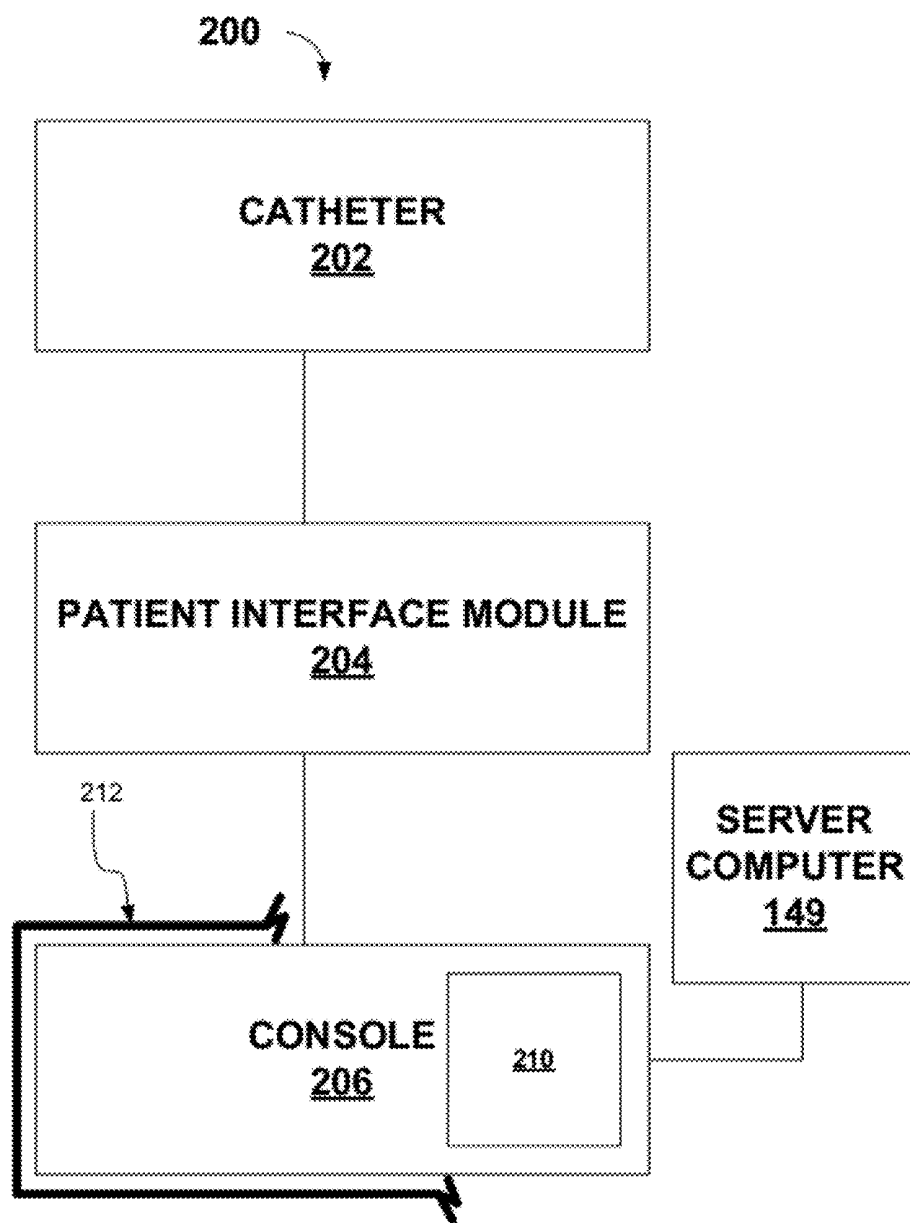 200
CATHETER
202
PATIENT INTERFACE MODULE
204
212
SERVER
COMPUTER
149
CONSOLE
206
210